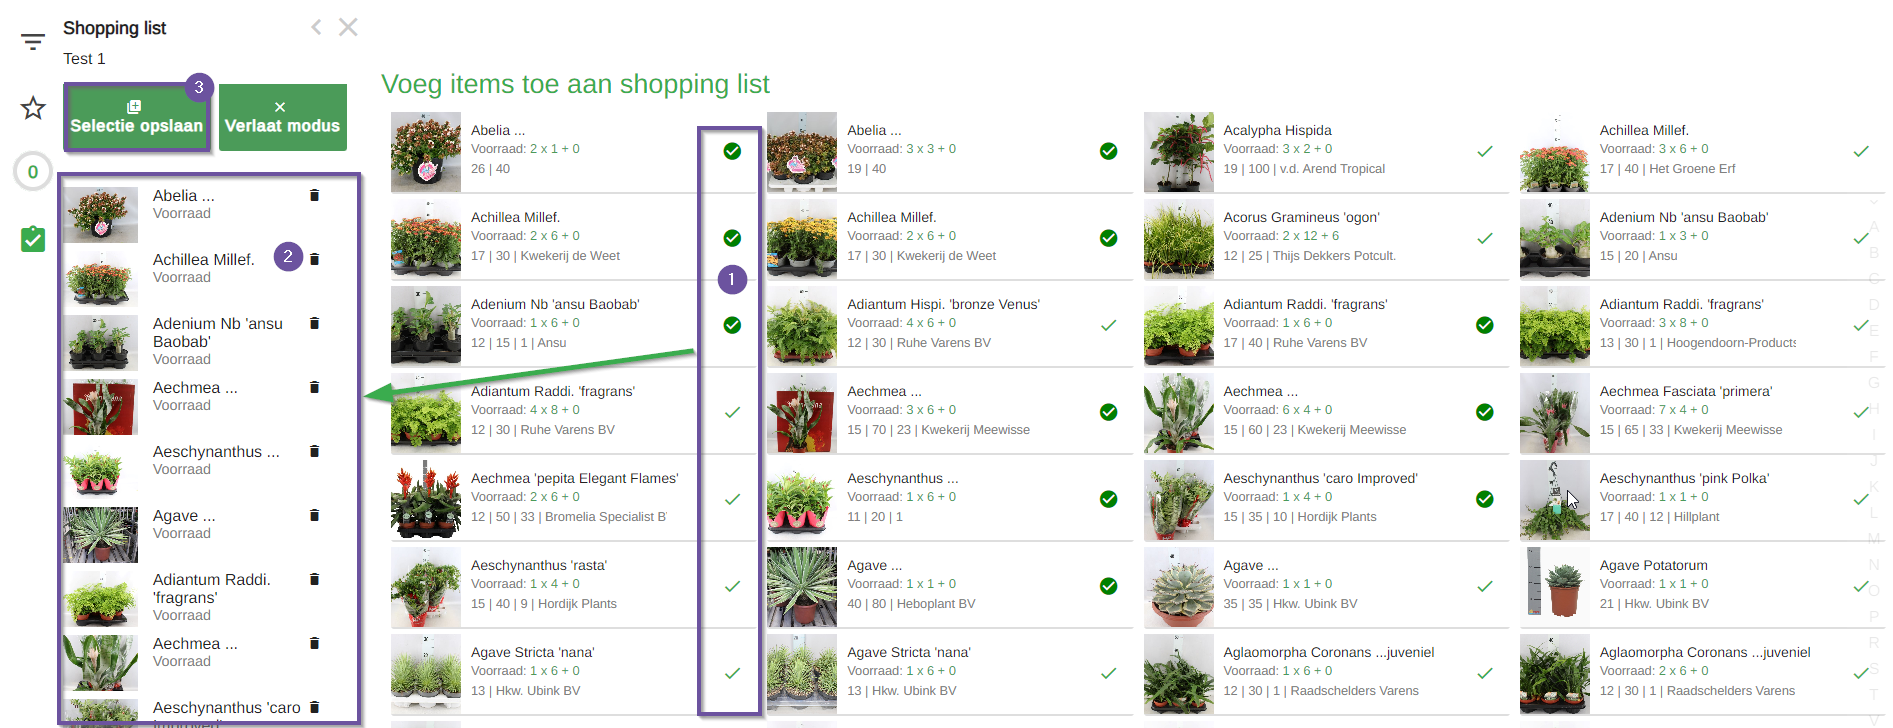 Shopping list
Test 1
3
Selectie opslaan
Verlaat modus
0
Abelia ...
Voorraad
Achillea Millef.
Voorraad
2
Adenium Nb 'ansu
Baobab'
Voorraad
Aechmea ...
Voorraad
Aeschynanthus ...
Voorraad
Agave ...
Voorraad
Adiantum Raddi.
'fragrans'
Voorraad
Aechmea ...
Voorraad
Aeschynanthus 'caro
Improved'
Voeg items toe aan shopping list
Abelia ...
Voorraad: 2 x 1 + 0
26 | 40
Abelia ...
Voorraad: 3 x 3 + 0
19 | 40
Acalypha Hispida
Voorraad: 3 x 2 + 0
19 | 100 | v.d. Arend Tropical
Achillea Millef.
Voorraad: 3 x 6 + 0
17 | 40 | Het Groene Erf
Achillea Millef.
Voorraad: 2 x 6 + 0
17 | 30 | Kwekerij de Weet
1
Achillea Millef.
Voorraad: 2 x 6 + 0
17 | 30 | Kwekerij de Weet
Acorus Gramineus 'ogon'
Voorraad: 2 x 12 + 6
12 | 25 | Thijs Dekkers Potcult.
Adenium Nb 'ansu Baobab'
Voorraad: 1 x 3 + 0
15 | 20 | Ansu
Adenium Nb 'ansu Baobab'
Voorraad: 1 x 6 + 0
12 | 15 | 1 | Ansu
Adiantum Hispi. 'bronze Venus'
Voorraad: 4 x 6 + 0
12 | 30 | Ruhe Varens BV
Adiantum Raddi. 'fragrans'
Voorraad: 1 x 6 + 0
17 | 40 | Ruhe Varens BV
Adiantum Raddi. 'fragrans'
Voorraad: 3 x 8 + 0
13 | 30 | 1 | Hoogendoorn-Products
Adiantum Raddi. 'fragrans'
Voorraad: 4 x 8 + 0
12 | 30 | Ruhe Varens BV
Aechmea ...
Voorraad: 3 x 6 + 0
15 | 70 | 23 | Kwekerij Meewisse
Aechmea ...
Voorraad: 6 x 4 + 0
15 | 60 | 23 | Kwekerij Meewisse
Aechmea Fasciata 'primera'
Voorraad: 7 x 4 + 0
15 | 65 | 33 | Kwekerij Meewisse
Aechmea 'pepita Elegant Flames'
Voorraad: 2 x 6 + 0
12 | 50 | 33 | Bromelia Specialist B
Aeschynanthus ...
Voorraad: 1 x 6 + 0
11 | 20 | 1
Aeschynanthus 'caro Improved'
Voorraad: 1 x 4 + 0
15 | 35 | 10 | Hordijk Plants
Aeschynanthus 'pink Polka'
Voorraad: 1 x 1 + 0
17 | 40 | 12 | Hillplant
Aeschynanthus 'rasta'
Voorraad: 1 x 4 + 0
15 | 40 | 9 | Hordijk Plants
Agave ...
Voorraad: 1 x 1 + 0
40 | 80 | Heboplant BV
Agave ...
Voorraad: 1 x 1 + 0
35 | 35 | Hkw. Ubink BV
Agave Potatorum
Voorraad: 1 x 1 + 0
21 | Hkw. Ubink BV
Agave Stricta 'nana'
Voorraad: 1 x 6 + 0
13 | Hkw. Ubink BV
Agave Stricta 'nana'
Voorraad: 1 x 6 + 0
13 | Hkw. Ubink BV
Aglaomorpha Coronans ...juveniel
Voorraad: 1 x 6 + 0
12 | 30 | 1 | Raadschelders Varens
Aglaomorpha Coronans ...juveniel
Voorraad: 2 x 6 + 0
12 | 30 | 1 | Raadschelders Varens
A
B
C
D
E
F
G
H
I
J
K
L
M
N
O
P
R
S
T
V